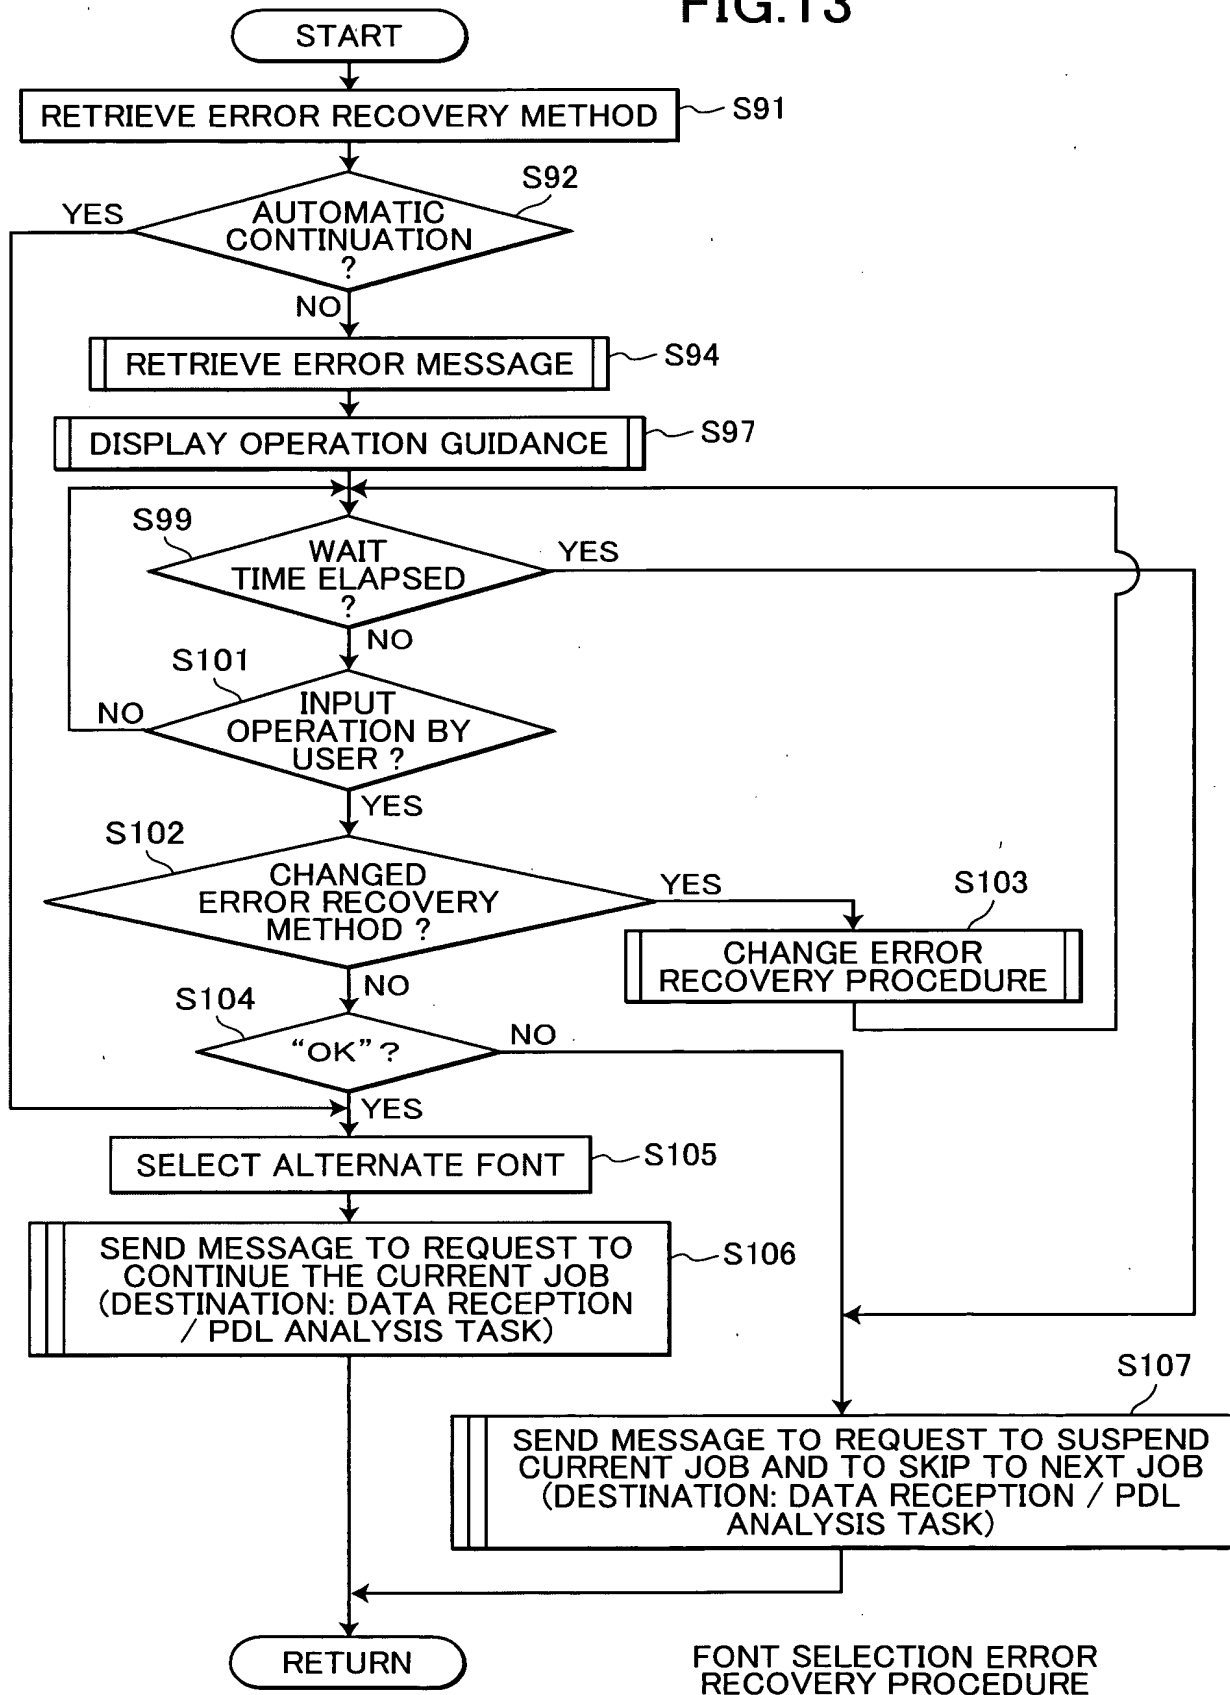 FIG.13
START
RETRIEVE ERROR RECOVERY METHOD
S91
S92
YES
AUTOMATIC
CONTINUATION
?
NO
RETRIEVE ERROR MESSAGE
S94
DISPLAY OPERATION GUIDANCE
S97
S99
WAIT
TIME ELAPSED
?
YES
NO
S101
INPUT
OPERATION BY
USER ?
NO
YES
S102
CHANGED
ERROR RECOVERY
METHOD ?
YES
S103
CHANGE ERROR
RECOVERY PROCEDURE
NO
S104
"OK" ?
NO
YES
SELECT ALTERNATE FONT
S105
SEND MESSAGE TO REQUEST TO
CONTINUE THE CURRENT JOB
(DESTINATION: DATA RECEPTION
/ PDL ANALYSIS TASK)
S106
S107
SEND MESSAGE TO REQUEST TO SUSPEND
CURRENT JOB AND TO SKIP TO NEXT JOB
(DESTINATION: DATA RECEPTION / PDL
ANALYSIS TASK)
RETURN
FONT SELECTION ERROR
RECOVERY PROCEDURE